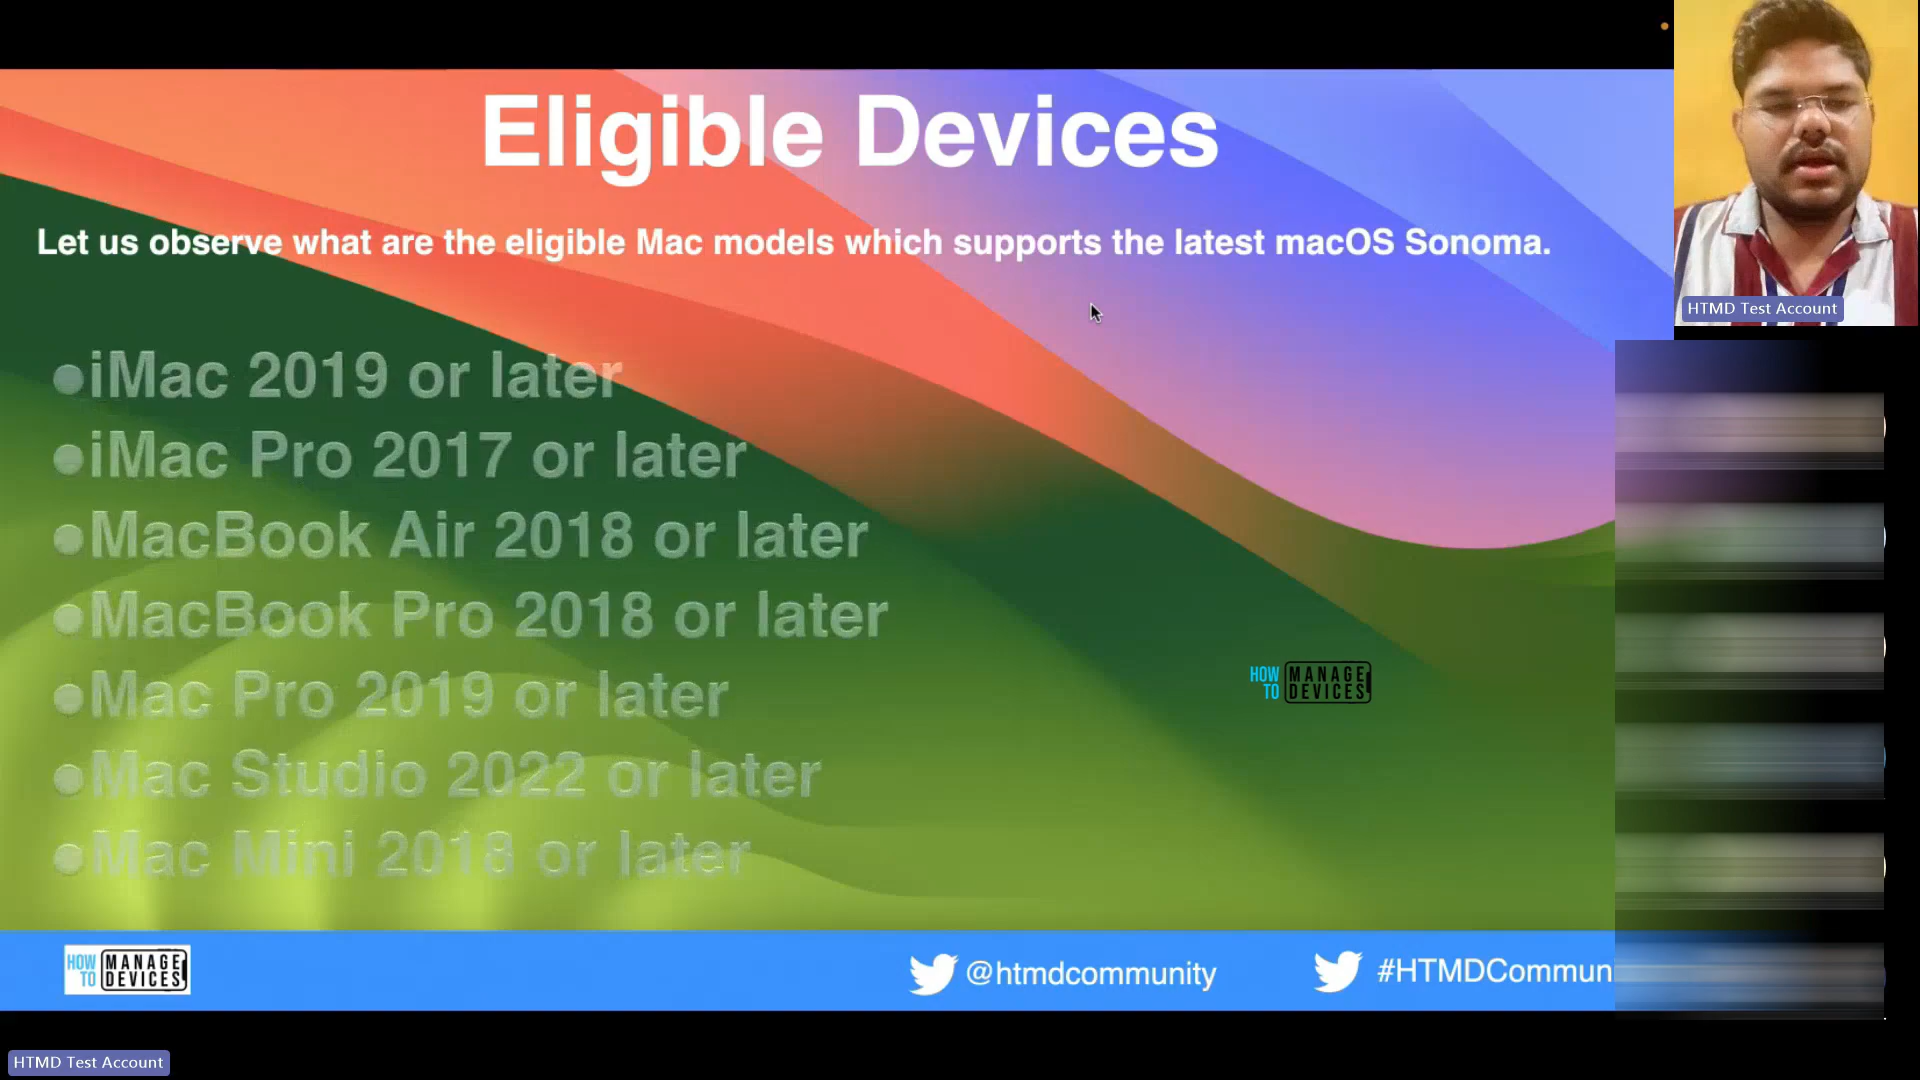 Eligible Devices
Let us observe what are the eligible Mac models which supports the latest macOS Sonoma.
HTMD Test Account
●iMac 2019 or later
●iMac Pro 2017 or later
●MacBook Air 2018 or later
●MacBook Pro 2018 or later
●Mac Pro 2019 or later
●Mac Studio 2022 or later
●Mac Mini 2018 or later
HOW TO MANAGE DEVICES
HOW TO MANAGE DEVICES
@htmdcommunity
#HTMDCommun
HTMD Test Account